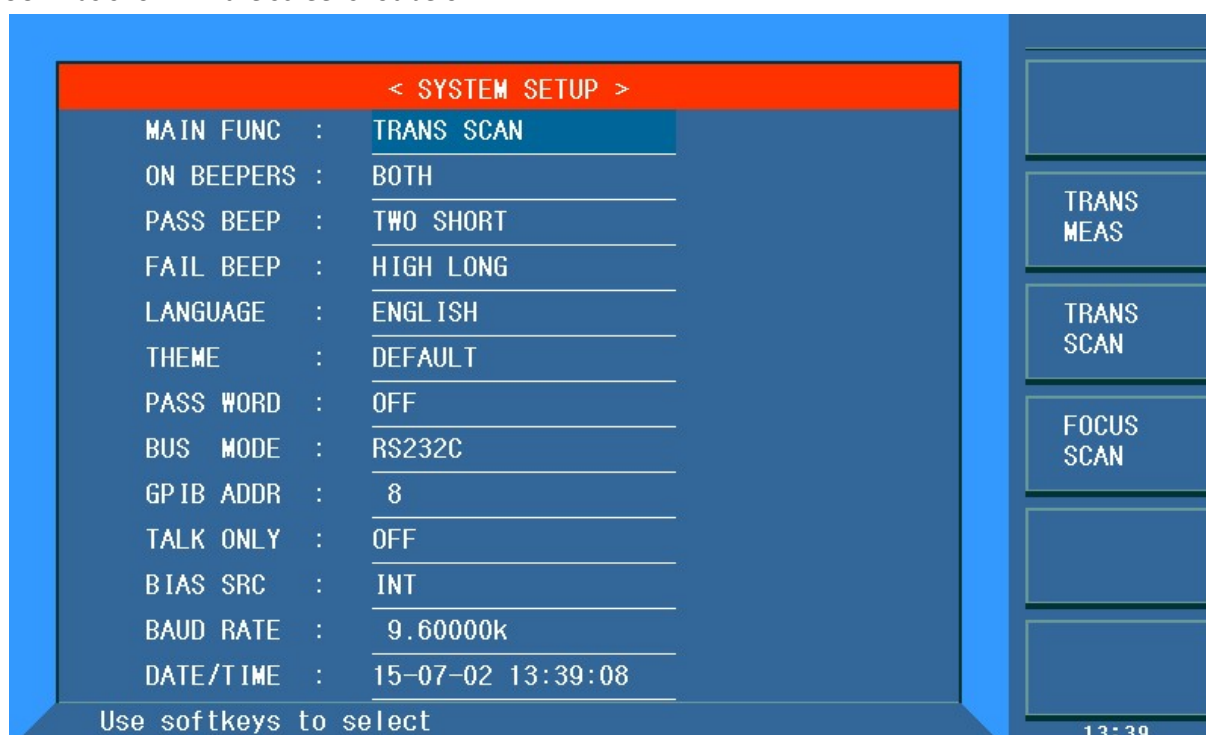 < SYSTEM SETUP >
MAIN FUNC : TRANS SCAN
ON BEEPERS : BOTH
PASS BEEP : TWO SHORT
FAIL BEEP : HIGH LONG
LANGUAGE : ENGLISH
THEME : DEFAULT
PASS WORD : OFF
BUS MODE : RS232C
GPIB ADDR : 8
TALK ONLY : OFF
BIAS SRC : INT
BAUD RATE : 9.60000k
DATE/TIME : 15-07-02 13:39:08
Use softkeys to select
TRANS
MEAS
TRANS
SCAN
FOCUS
SCAN
13:39